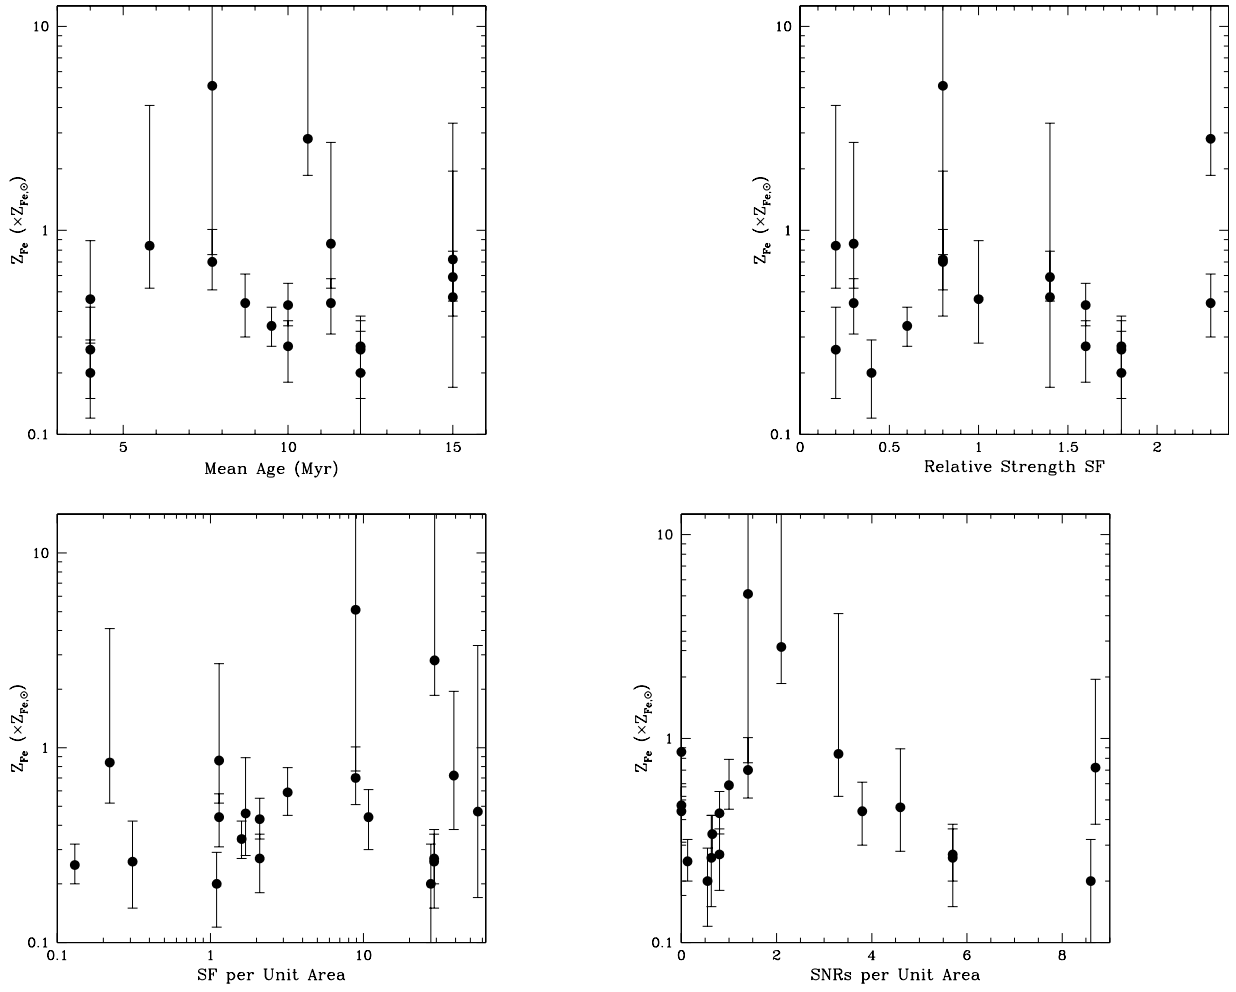 10
1
0.1
Z_Fe (×Z_Fe,⊙)
5 10 15
Mean Age (Myr)
10
1
0.1
Z_Fe (×Z_Fe,⊙)
0 0.5 1 1.5 2
Relative Strength SF
10
1
0.1
Z_Fe (×Z_Fe,⊙)
0.1 1 10
SF per Unit Area
10
1
0.1
Z_Fe (×Z_Fe,⊙)
0 2 4 6 8
SNRs per Unit Area